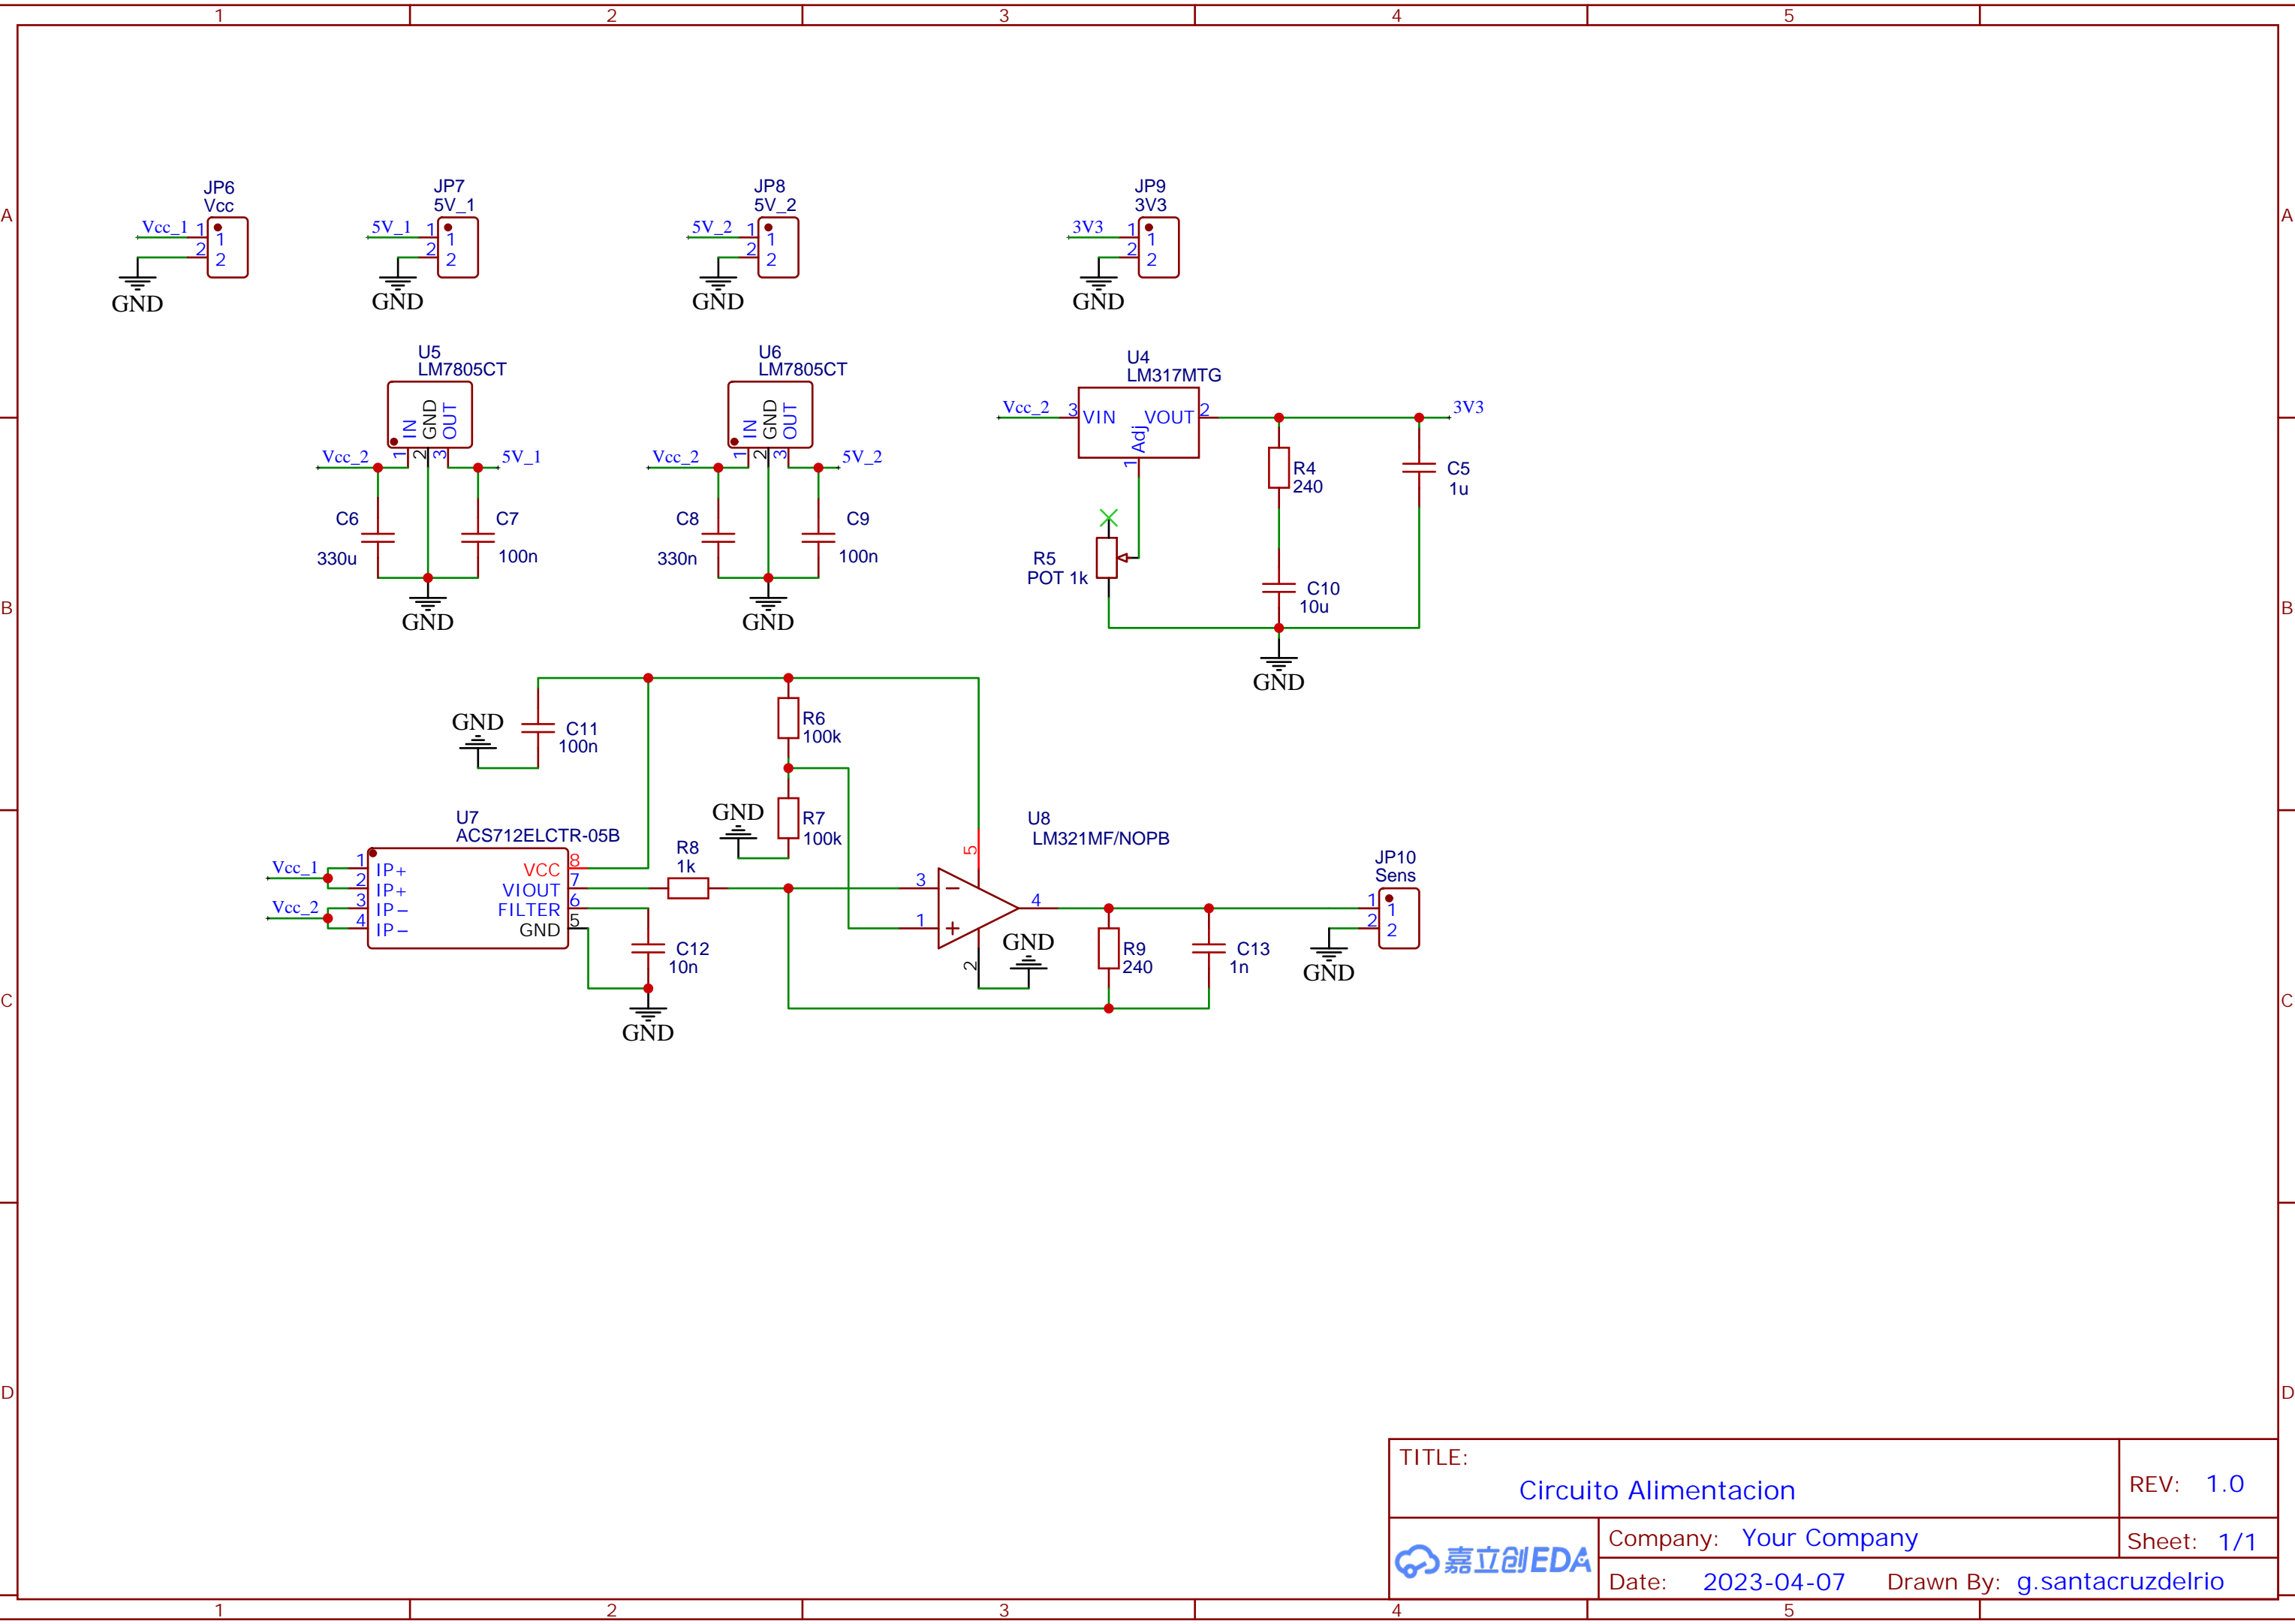 1 2 3 4 5
A A
JP6
Vcc
Vcc_1 1 1
2 2
GND
JP7
5V_1
5V_1 1 1
2 2
GND
JP8
5V_2
5V_2 1 1
2 2
GND
JP9
3V3
3V3 1 1
2 2
GND
U5
LM7805CT
IN GND OUT
1 2 3
Vcc_2 5V_1
C6 C7
330u 100n
GND
U6
LM7805CT
IN GND OUT
1 2 3
Vcc_2 5V_2
C8 C9
330n 100n
GND
U4
LM317MTG
Vcc_2 3 VIN VOUT 2 3V3
Adj
1
R4
240
C5
1u
R5
POT 1k
C10
10u
GND
B B
GND
C11
100n
R6
100k
GND
R7
100k
U7
ACS712ELCTR-05B
Vcc_1 1 IP+ VCC 8
2 IP+ VIOUT 7
Vcc_2 3 IP− FILTER 6
4 IP− GND 5
R8
1k
C12
10n
GND
U8
LM321MF/NOPB
5
3 −
4
1 +
2
GND
R9
240
C13
1n
JP10
Sens
1 1
2 2
GND
C C
D D
TITLE:
Circuito Alimentacion
REV: 1.0
嘉立创EDA
Company: Your Company
Sheet: 1/1
Date: 2023-04-07 Drawn By: g.santacruzdelrio
1 2 3 4 5